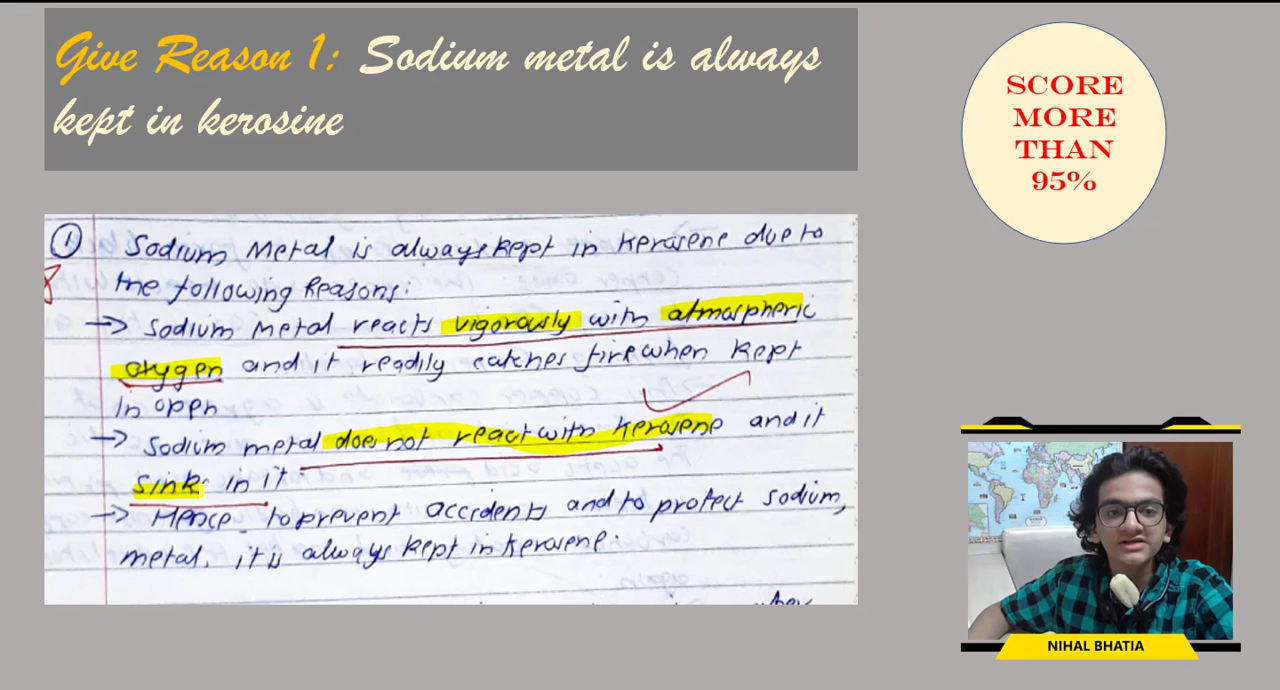 Give Reason 1: Sodium metal is always
kept in kerosine
SCORE
MORE
THAN
95%
① Sodium Metal is always kept in Kerosene due to
the following Reasons:
→ Sodium Metal reacts vigorously with atmospheric
oxygen and it readily catches fire when kept
in open
→ Sodium metal does not react with Kerosene and it
sinks in it.
→ Hence to prevent accidents and to protect sodium,
metal, it is always kept in Kerosene.
NIHAL BHATIA